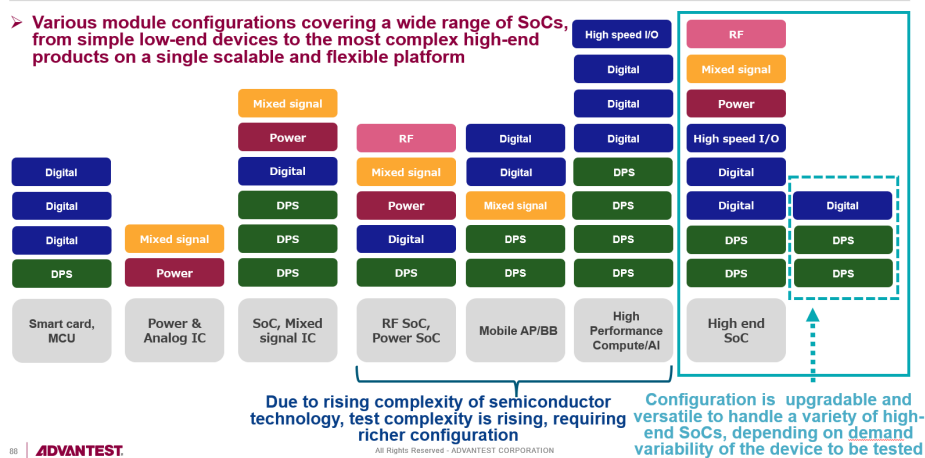 ➢ Various module configurations covering a wide range of SoCs,
from simple low-end devices to the most complex high-end
products on a single scalable and flexible platform
Digital
Digital
Digital
DPS
Smart card,
MCU
Mixed signal
Power
Power &
Analog IC
Mixed signal
Power
Digital
DPS
DPS
DPS
SoC, Mixed
signal IC
RF
Mixed signal
Power
Digital
DPS
RF SoC,
Power SoC
Digital
Digital
Mixed signal
DPS
DPS
Mobile AP/BB
High speed I/O
Digital
Digital
Digital
DPS
DPS
DPS
DPS
High
Performance
Compute/AI
RF
Mixed signal
Power
High speed I/O
Digital
Digital
DPS
DPS
High end
SoC
Digital
DPS
DPS
Due to rising complexity of semiconductor
technology, test complexity is rising, requiring
richer configuration
Configuration is upgradable and
versatile to handle a variety of high-
end SoCs, depending on demand
variability of the device to be tested
88
ADVANTEST
All Rights Reserved - ADVANTEST CORPORATION